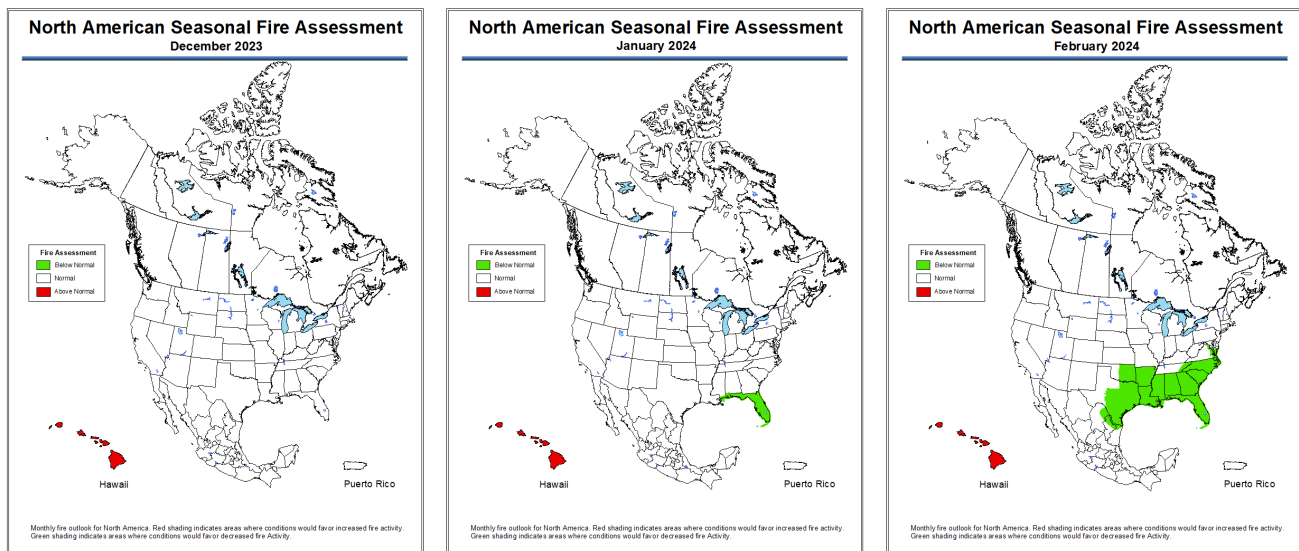 North American Seasonal Fire Assessment
December 2023
Fire Assessment
Below Normal
Normal
Above Normal
Hawaii
Puerto Rico
Monthly fire outlook for North America. Red shading indicates areas where conditions would favor increased fire activity.
Green shading indicates areas where conditions would favor decreased fire Activity.
North American Seasonal Fire Assessment
January 2024
Fire Assessment
Below Normal
Normal
Above Normal
Hawaii
Puerto Rico
Monthly fire outlook for North America. Red shading indicates areas where conditions would favor increased fire activity.
Green shading indicates areas where conditions would favor decreased fire Activity.
North American Seasonal Fire Assessment
February 2024
Fire Assessment
Below Normal
Normal
Above Normal
Hawaii
Puerto Rico
Monthly fire outlook for North America. Red shading indicates areas where conditions would favor increased fire activity.
Green shading indicates areas where conditions would favor decreased fire Activity.